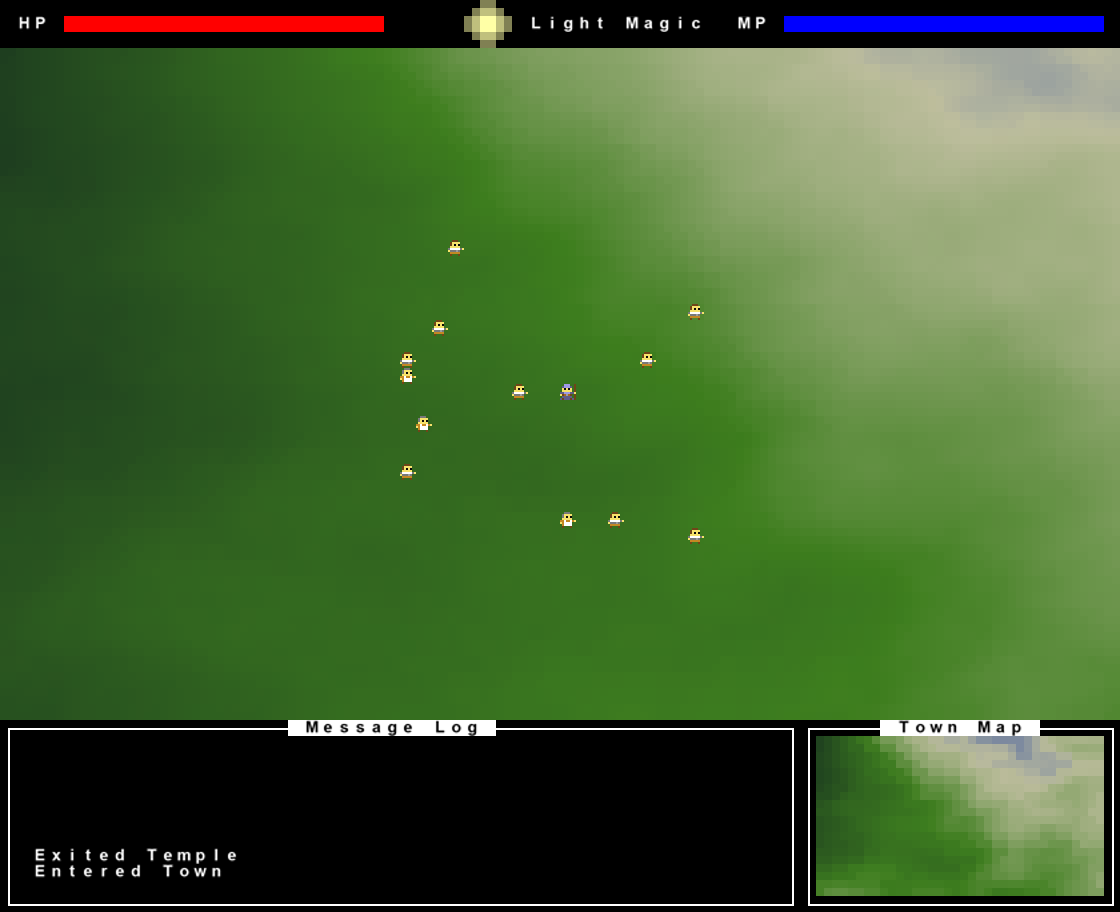 HP Light Magic MP
Message Log
Town Map
Exited Temple
Entered Town